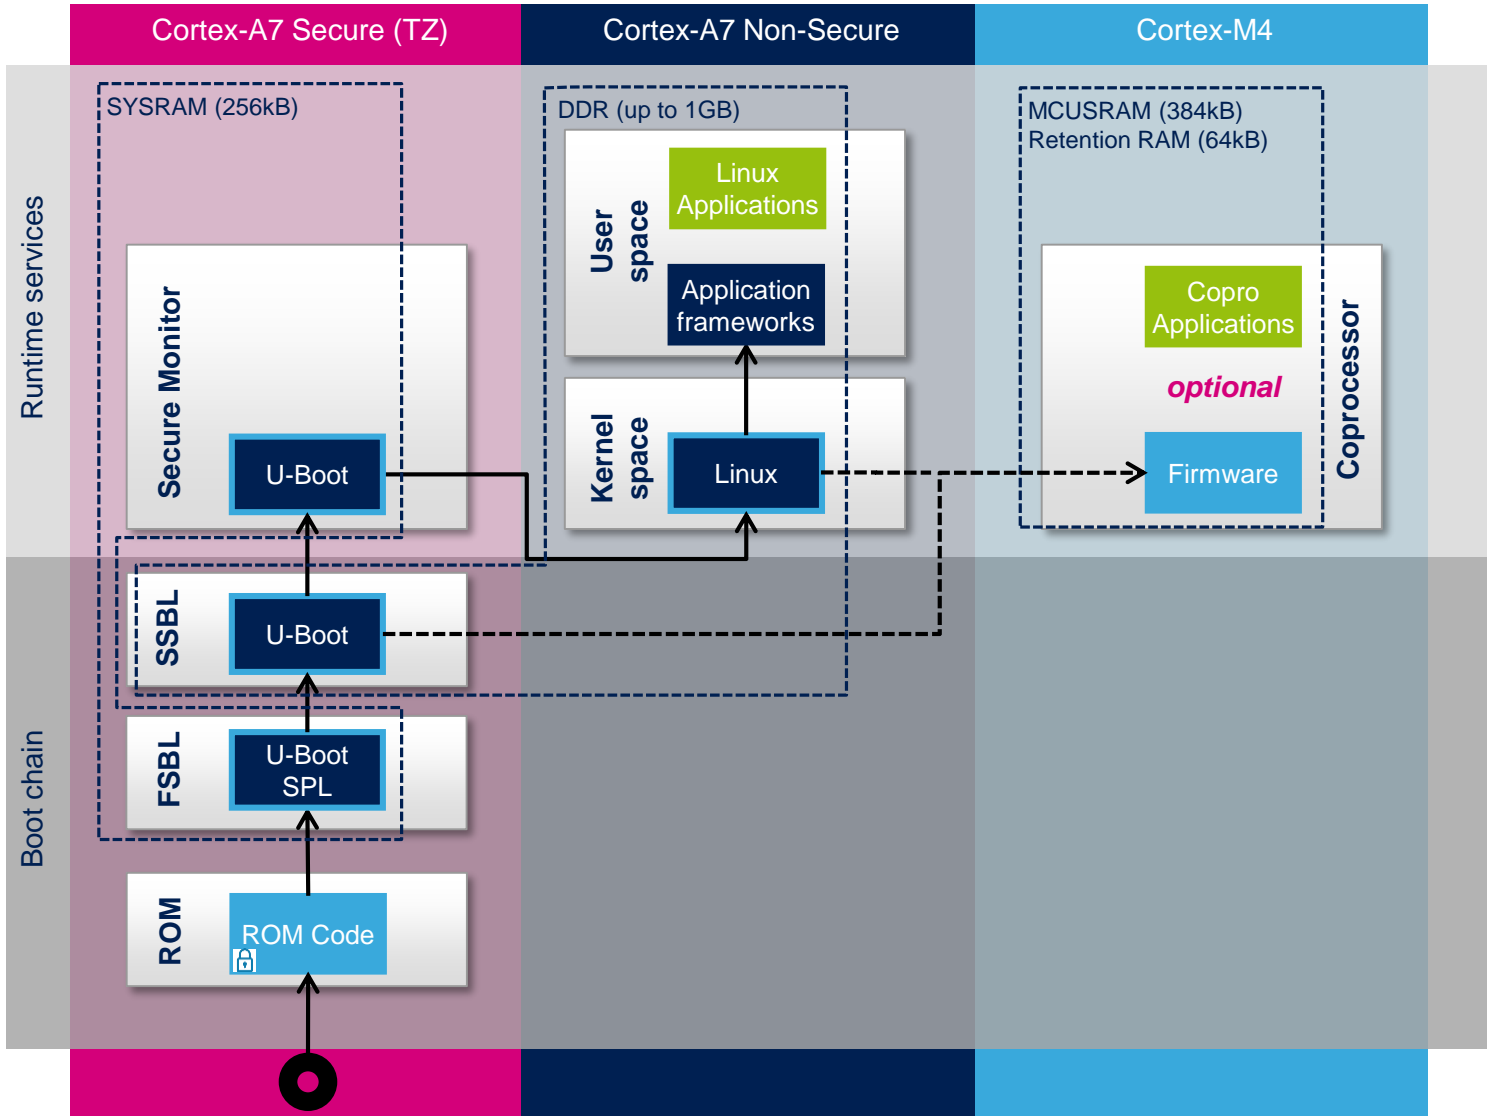 Cortex-A7 Secure (TZ)
Cortex-A7 Non-Secure
Cortex-M4
Runtime services
SYSRAM (256kB)
Secure Monitor
U-Boot
DDR (up to 1GB)
User
space
Linux
Applications
Application
frameworks
Kernel
space
Linux
MCUSRAM (384kB)
Retention RAM (64kB)
Copro
Applications
optional
Firmware
Coprocessor
Boot chain
SSBL
U-Boot
FSBL
U-Boot
SPL
ROM
ROM Code